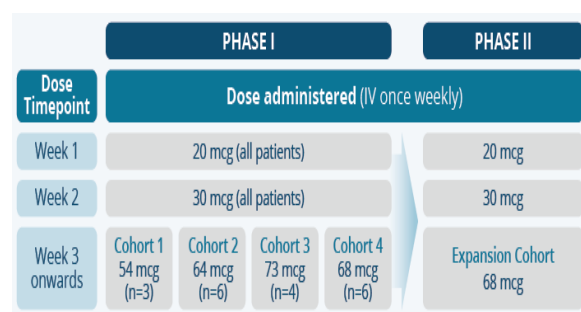 PHASE I PHASE II
Dose Timepoint Dose administered (IV once weekly)
Week 1 20 mcg (all patients) 20 mcg
Week 2 30 mcg (all patients) 30 mcg
Week 3 onwards
Cohort 1
54 mcg
(n=3)
Cohort 2
64 mcg
(n=6)
Cohort 3
73 mcg
(n=4)
Cohort 4
68 mcg
(n=6)
Expansion Cohort
68 mcg